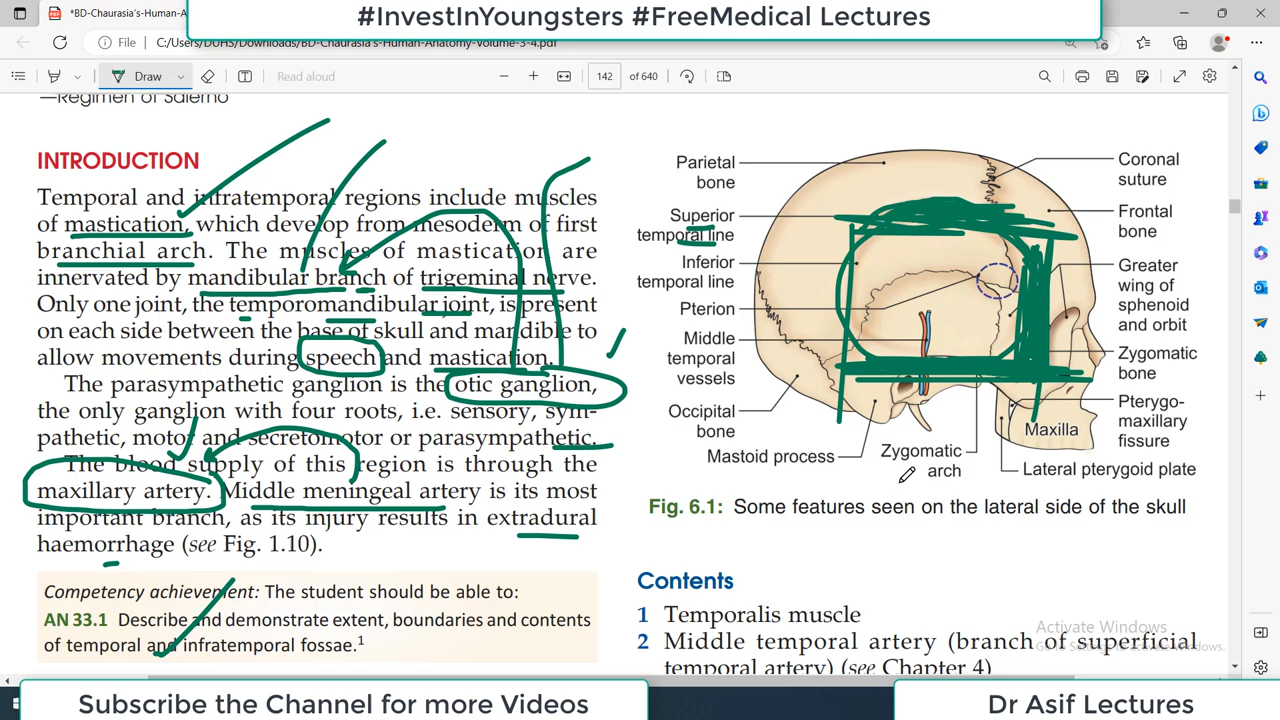 #InvestInYoungsters #FreeMedical Lectures
*BD-Chaurasia's-Human-A
File
C:/Users/DUHS/Downloads/BD-Chaurasia's-Human-Anatomy-Volume-3-4.pdf
Draw
Read aloud
142
of 640
—Regimen of Salerno
INTRODUCTION
Temporal and infratemporal regions include muscles
of mastication, which develop from mesoderm of first
branchial arch. The muscles of mastication are
innervated by mandibular branch of trigeminal nerve.
Only one joint, the temporomandibular joint, is present
on each side between the base of skull and mandible to
allow movements during speech and mastication.
The parasympathetic ganglion is the otic ganglion,
the only ganglion with four roots, i.e. sensory, sym-
pathetic, motor and secretomotor or parasympathetic.
The blood supply of this region is through the
maxillary artery. Middle meningeal artery is its most
important branch, as its injury results in extradural
haemorrhage (see Fig. 1.10).
Competency achievement: The student should be able to:
AN 33.1 Describe and demonstrate extent, boundaries and contents
of temporal and infratemporal fossae.¹
Parietal
bone
Superior
temporal line
Inferior
temporal line
Pterion
Middle
temporal
vessels
Occipital
bone
Mastoid process
Zygomatic
arch
Coronal
suture
Frontal
bone
Greater
wing of
sphenoid
and orbit
Zygomatic
bone
Pterygo-
maxillary
fissure
Maxilla
Lateral pterygoid plate
Fig. 6.1: Some features seen on the lateral side of the skull
Contents
1 Temporalis muscle
2 Middle temporal artery (branch of superficial
temporal artery) (see Chapter 4)
Activate Windows
Go to Settings to activate Windows.
Subscribe the Channel for more Videos
Dr Asif Lectures